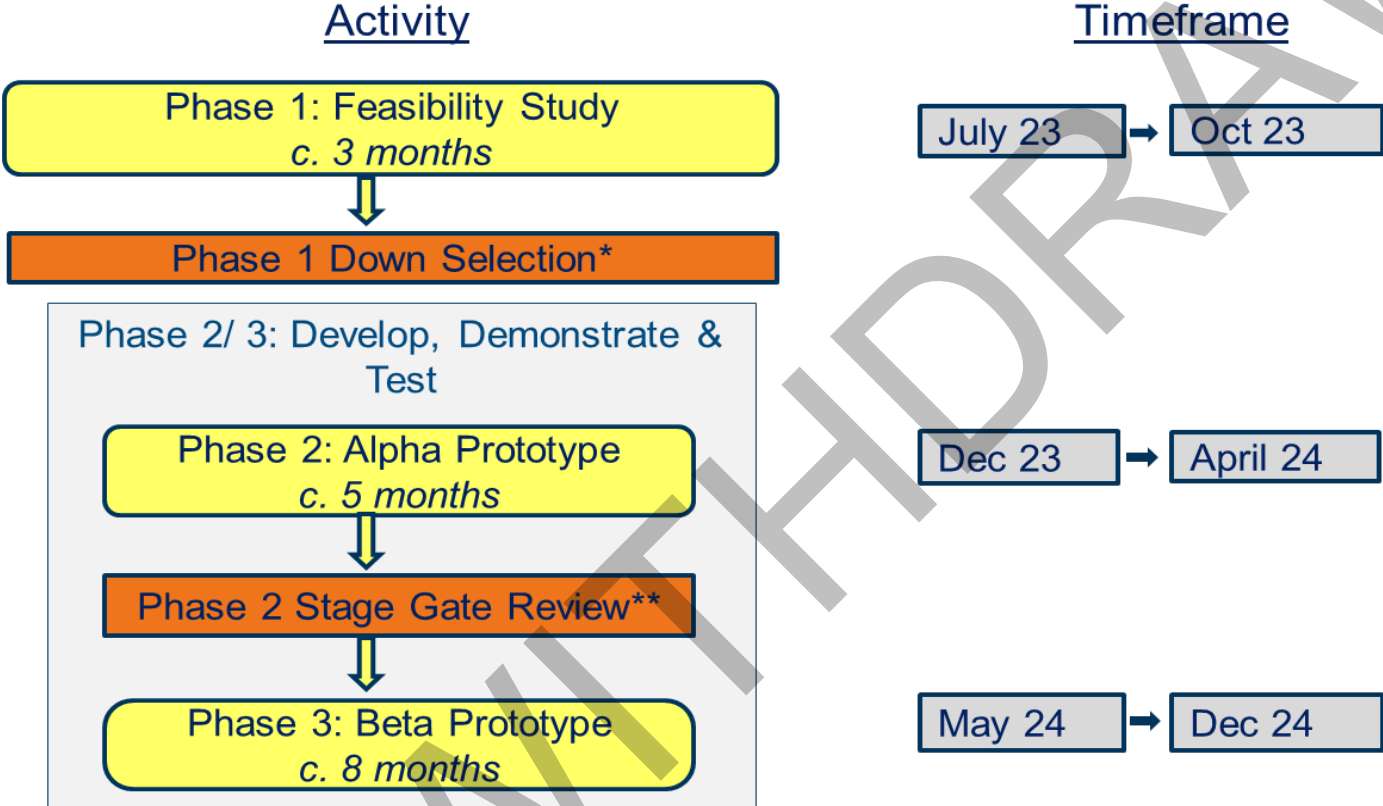 Activity
Timeframe
Phase 1: Feasibility Study
c. 3 months
July 23
Oct 23
Phase 1 Down Selection*
Phase 2/ 3: Develop, Demonstrate &
Test
Phase 2: Alpha Prototype
c. 5 months
Dec 23
April 24
Phase 2 Stage Gate Review**
Phase 3: Beta Prototype
c. 8 months
May 24
Dec 24
WITHDRAW